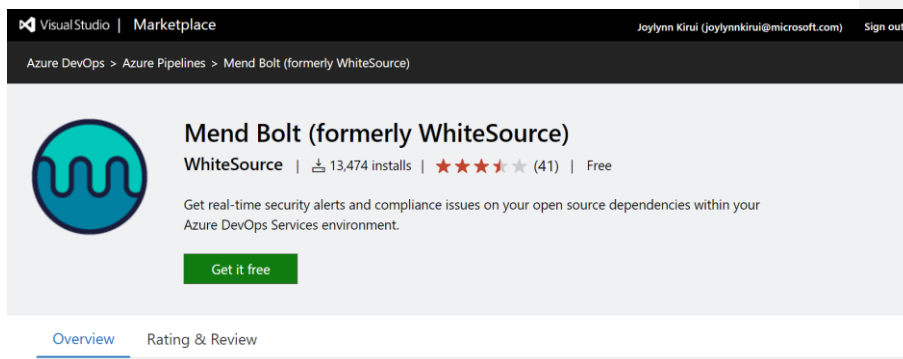 Visual Studio | Marketplace
Joylynn Kirui (joylynnkirui@microsoft.com) Sign out
Azure DevOps > Azure Pipelines > Mend Bolt (formerly WhiteSource)
Mend Bolt (formerly WhiteSource)
WhiteSource | 13,474 installs | (41) | Free
Get real-time security alerts and compliance issues on your open source dependencies within your
Azure DevOps Services environment.
Get it free
Overview Rating & Review